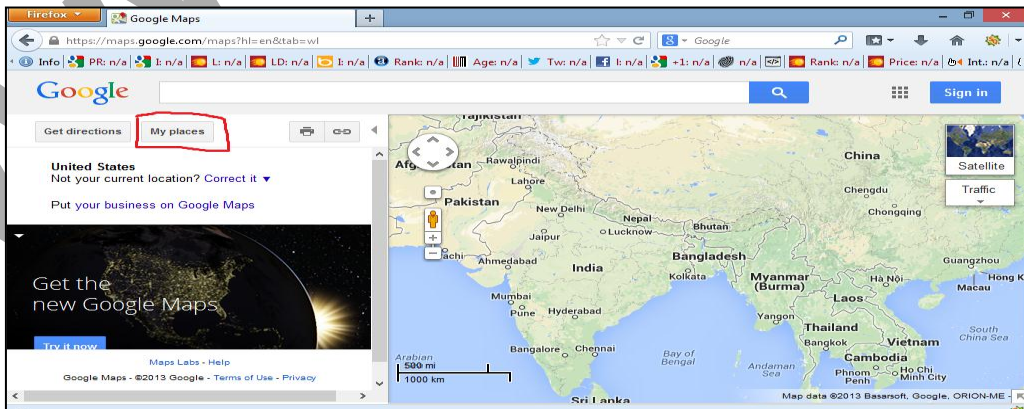 Firefox
Google Maps
https://maps.google.com/maps?hl=en&tab=wl
Google
Info PR: n/a I: n/a L: n/a LD: n/a I: n/a Rank: n/a Age: n/a Tw: n/a l: n/a +1: n/a n/a Rank: n/a Price: n/a Int.: n/a
Google
Sign in
Get directions
My places
United States
Not your current location? Correct it
Put your business on Google Maps
Get the
new Google Maps
Try it now
Maps Labs - Help
Google Maps - ©2013 Google - Terms of Use - Privacy
Tajikistan
China
Satellite
Traffic
Rawalpindi
Lahore
Pakistan
Chengdu
Chongqing
New Delhi
Nepal
Jaipur
Lucknow
Bhutan
Ahmedabad
India
Bangladesh
Kolkata
Guangzhou
Myanmar
(Burma)
Hà Nội
Hong K
Macau
Mumbai
Pune
Hyderabad
Laos
Yangon
Thailand
Bangkok
Vietnam
South
China Sea
Bangalore
Chennai
Bay of
Bengal
Andaman
Sea
Cambodia
Phnom
Penh
Ho Chi
Minh City
Arabian
500 mi
1000 km
Sri Lanka
Map data ©2013 Basarsoft, Google, ORION-ME -